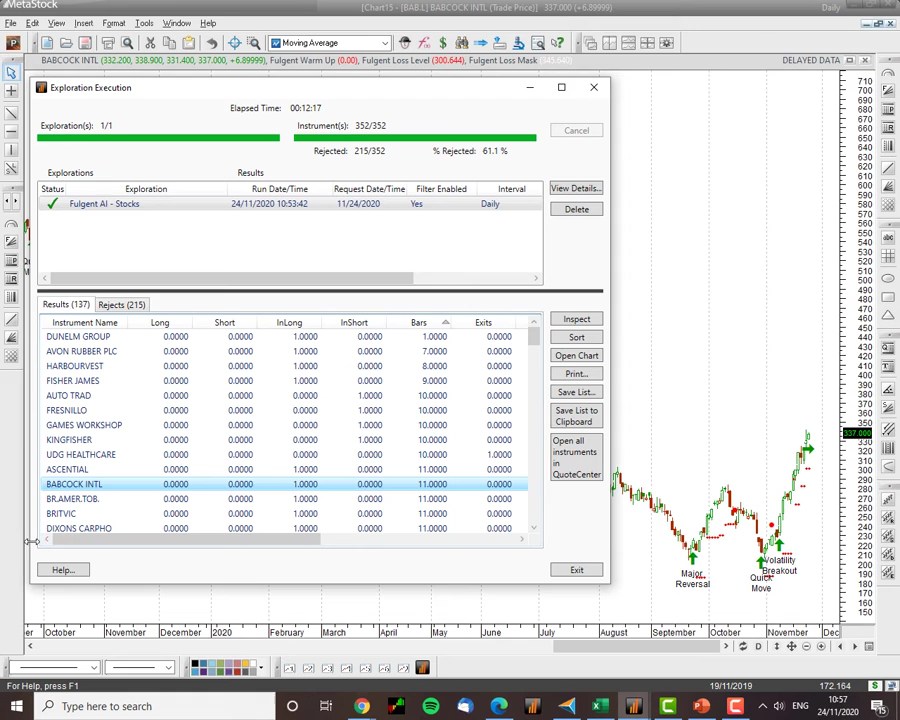 MetaStock
[Chart15 - [BAB.L] BABCOCK INTL (Trade Price)] 337.000 +6.89999)
Daily
File Edit View Insert Format Tools Window Help
Moving Average
BABCOCK INTL (332.200, 338.900, 331.400, 337.000, +6.89999), Fulgent Warm Up (0.00), Fulgent Loss Level (300.644), Fulgent Loss Mask (345.640)
DELAYED DATA
Exploration Execution
Elapsed Time: 00:12:17
Exploration(s): 1/1
Instrument(s): 352/352
Cancel
Rejected: 215/352
% Rejected: 61.1 %
Explorations
Results
Status Exploration Run Date/Time Request Date/Time Filter Enabled Interval
View Details...
Fulgent AI - Stocks 24/11/2020 10:53:42 11/24/2020 Yes Daily
Delete
Results (137) Rejects (215)
Instrument Name Long Short InLong InShort Bars Exits
DUNELM GROUP 0.0000 0.0000 1.0000 0.0000 1.0000 0.0000
AVON RUBBER PLC 0.0000 0.0000 1.0000 0.0000 7.0000 0.0000
HARBOURVEST 0.0000 0.0000 1.0000 0.0000 8.0000 0.0000
FISHER JAMES 0.0000 0.0000 1.0000 0.0000 9.0000 0.0000
AUTO TRAD 0.0000 0.0000 0.0000 1.0000 10.0000 0.0000
FRESNILLO 0.0000 0.0000 0.0000 1.0000 10.0000 0.0000
GAMES WORKSHOP 0.0000 0.0000 0.0000 1.0000 10.0000 0.0000
KINGFISHER 0.0000 0.0000 0.0000 1.0000 10.0000 0.0000
UDG HEALTHCARE 0.0000 0.0000 0.0000 1.0000 10.0000 1.0000
ASCENTIAL 0.0000 0.0000 1.0000 0.0000 11.0000 0.0000
BABCOCK INTL 0.0000 0.0000 1.0000 0.0000 11.0000 0.0000
BR.AMER.TOB. 0.0000 0.0000 1.0000 0.0000 11.0000 0.0000
BRITVIC 0.0000 0.0000 1.0000 0.0000 11.0000 0.0000
DIXONS CARPHO 0.0000 0.0000 1.0000 0.0000 11.0000 0.0000
Inspect
Sort
Open Chart
Print...
Save List...
Save List to
Clipboard
Open all
instruments
in
QuoteCenter
Help...
Exit
710
700
690
680
670
660
650
640
630
620
610
600
590
580
570
560
550
540
530
520
510
500
490
480
470
460
450
440
430
420
410
400
390
380
370
360
350
337.000
330
320
310
300
290
280
270
260
250
240
230
220
210
200
190
180
170
160
150
Major
Reversal
Volatility
Breakout
Quick
Move
October November December 2020 February March April May June July August September October November Dec
For Help, press F1
19/11/2019
172.164
Type here to search
10:57
24/11/2020
15